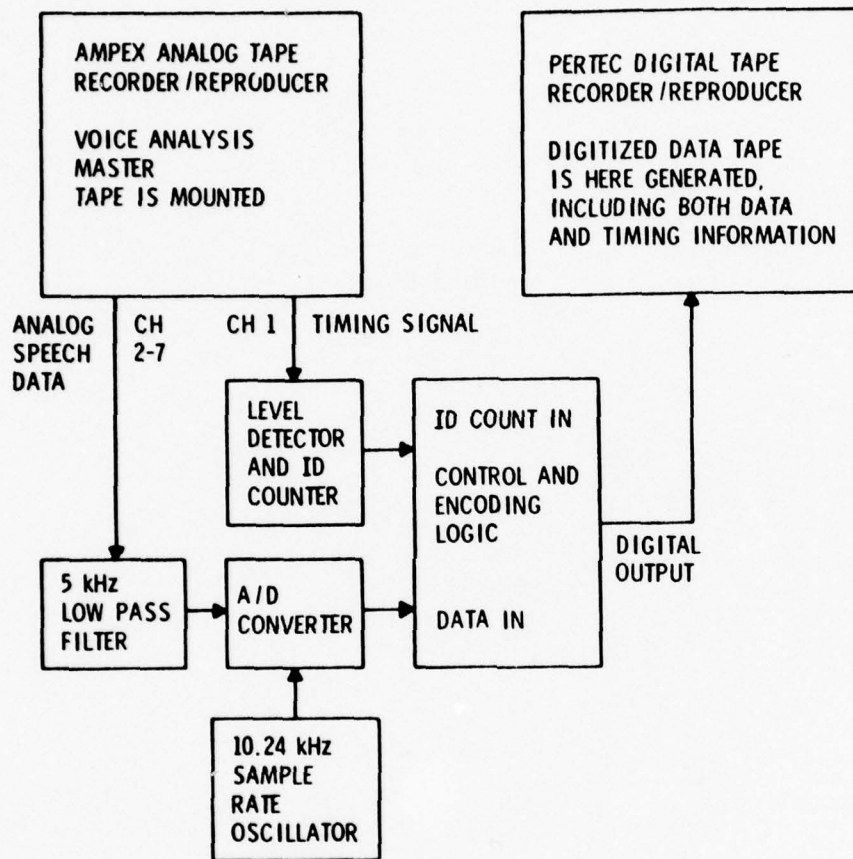 AMPEX ANALOG TAPE
RECORDER/REPRODUCER
VOICE ANALYSIS
MASTER
TAPE IS MOUNTED
PERTEC DIGITAL TAPE
RECORDER/REPRODUCER
DIGITIZED DATA TAPE
IS HERE GENERATED,
INCLUDING BOTH DATA
AND TIMING INFORMATION
ANALOG
SPEECH
DATA
CH
2-7
CH 1
TIMING SIGNAL
LEVEL
DETECTOR
AND ID
COUNTER
ID COUNT IN
CONTROL AND
ENCODING
LOGIC
DATA IN
DIGITAL
OUTPUT
5 kHz
LOW PASS
FILTER
A/D
CONVERTER
10.24 kHz
SAMPLE
RATE
OSCILLATOR